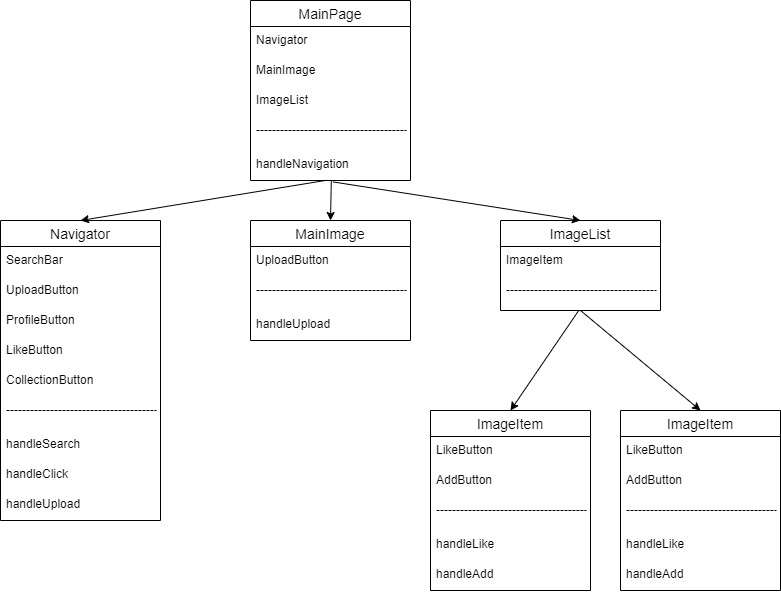 MainPage
Navigator
MainImage
ImageList
--------------------------------------
handleNavigation
Navigator
SearchBar
UploadButton
ProfileButton
LikeButton
CollectionButton
--------------------------------------
handleSearch
handleClick
handleUpload
MainImage
UploadButton
--------------------------------------
handleUpload
ImageList
ImageItem
--------------------------------------
ImageItem
LikeButton
AddButton
--------------------------------------
handleLike
handleAdd
ImageItem
LikeButton
AddButton
--------------------------------------
handleLike
handleAdd